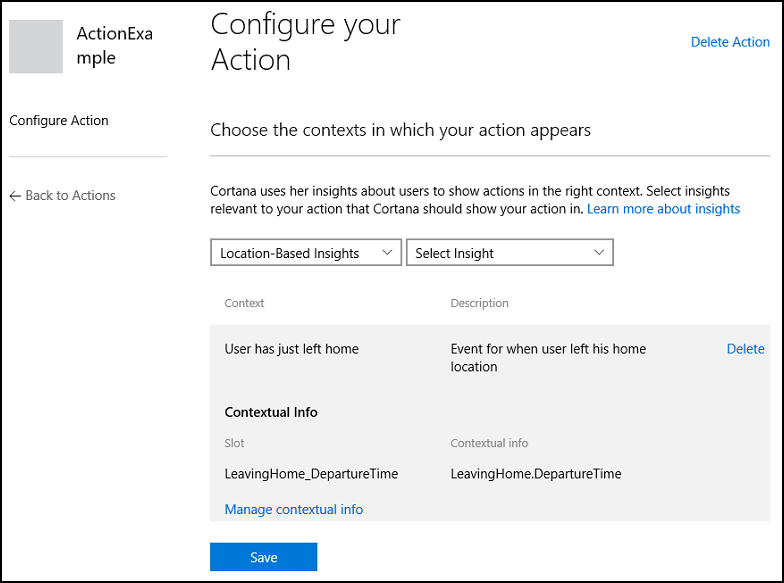 ActionExa
mple
Configure Action
← Back to Actions
Configure your
Action
Delete Action
Choose the contexts in which your action appears
Cortana uses her insights about users to show actions in the right context. Select insights
relevant to your action that Cortana should show your action in. Learn more about insights
Location-Based Insights
Select Insight
Context
Description
User has just left home
Event for when user left his home
location
Delete
Contextual Info
Slot
Contextual info
LeavingHome_DepartureTime
LeavingHome.DepartureTime
Manage contextual info
Save